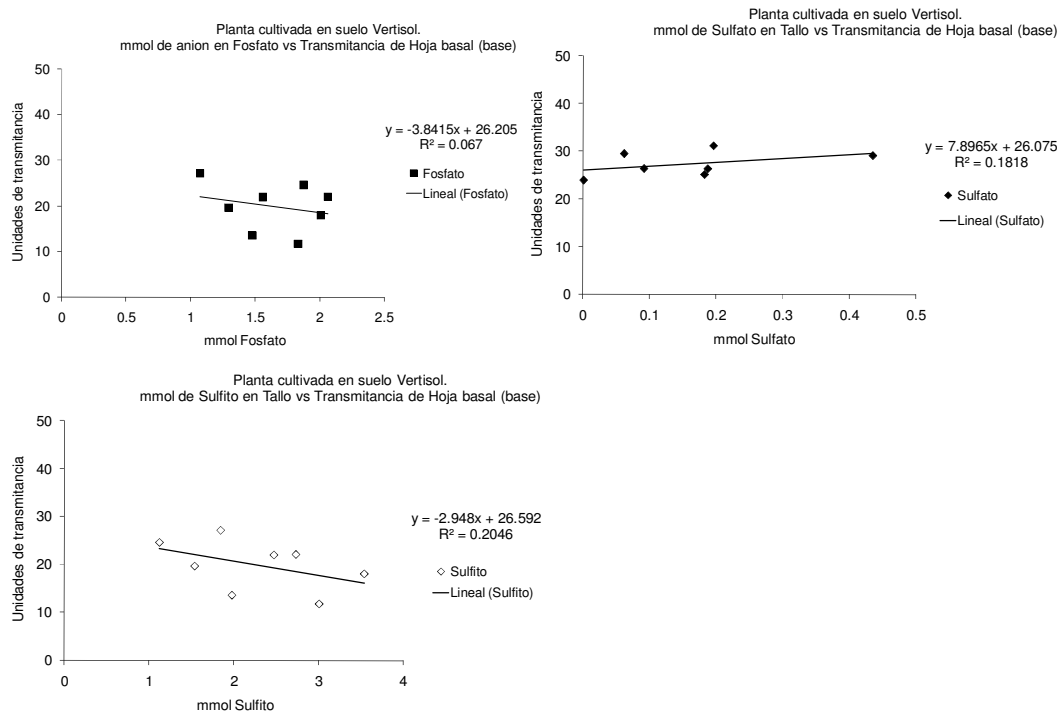 Planta cultivada en suelo Vertisol.
mmol de anion en Fosfato vs Transmitancia de Hoja basal (base)
Unidades de transmitancia
50
40
30
20
10
0
0 0.5 1 1.5 2 2.5
mmol Fosfato
y = -3.8415x + 26.205
R² = 0.067
Fosfato
Lineal (Fosfato)
Planta cultivada en suelo Vertisol.
mmol de Sulfato en Tallo vs Transmitancia de Hoja basal (base)
Unidades de transmitancia
50
40
30
20
10
0
0 0.1 0.2 0.3 0.4 0.5
mmol Sulfato
y = 7.8965x + 26.075
R² = 0.1818
Sulfato
Lineal (Sulfato)
Planta cultivada en suelo Vertisol.
mmol de Sulfito en Tallo vs Transmitancia de Hoja basal (base)
Unidades de transmitancia
50
40
30
20
10
0
0 1 2 3 4
mmol Sulfito
y = -2.948x + 26.592
R² = 0.2046
Sulfito
Lineal (Sulfito)